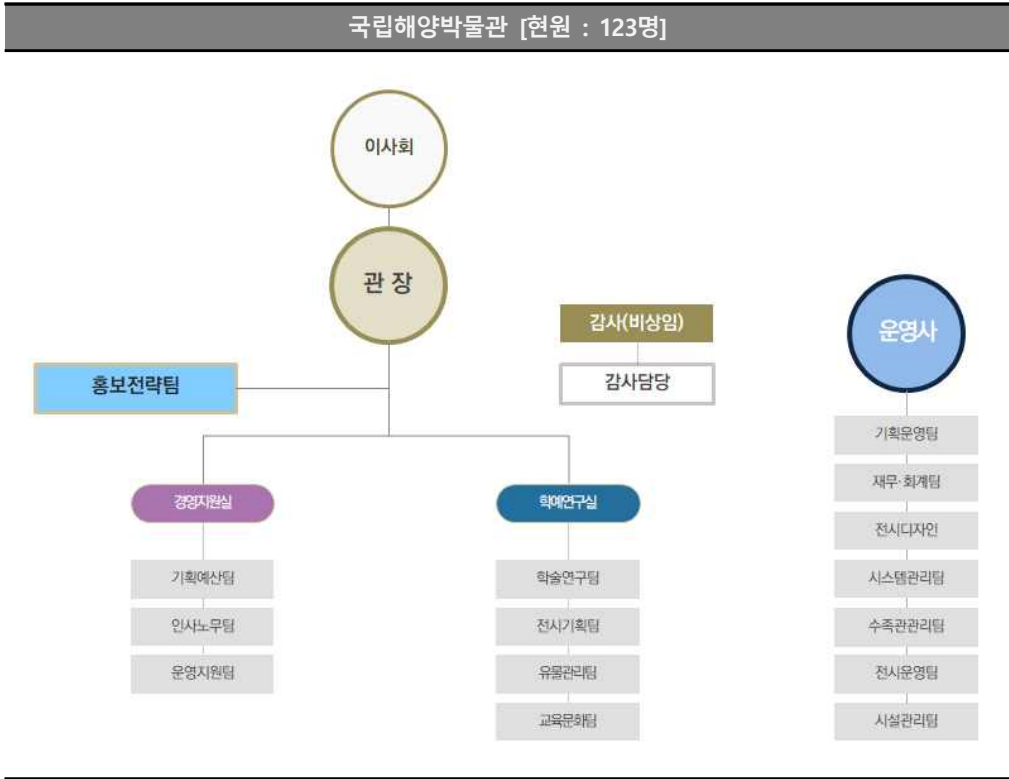 국립해양박물관 [현원 : 123명]
이사회
관 장
감사(비상임)
감사담당
홍보전략팀
경영지원실
기획예산팀
인사노무팀
운영지원팀
학예연구실
학술연구팀
전시기획팀
유물관리팀
교육문화팀
운영사
기획운영팀
재무·회계팀
전시디자인
시스템관리팀
수족관관리팀
전시운영팀
시설관리팀